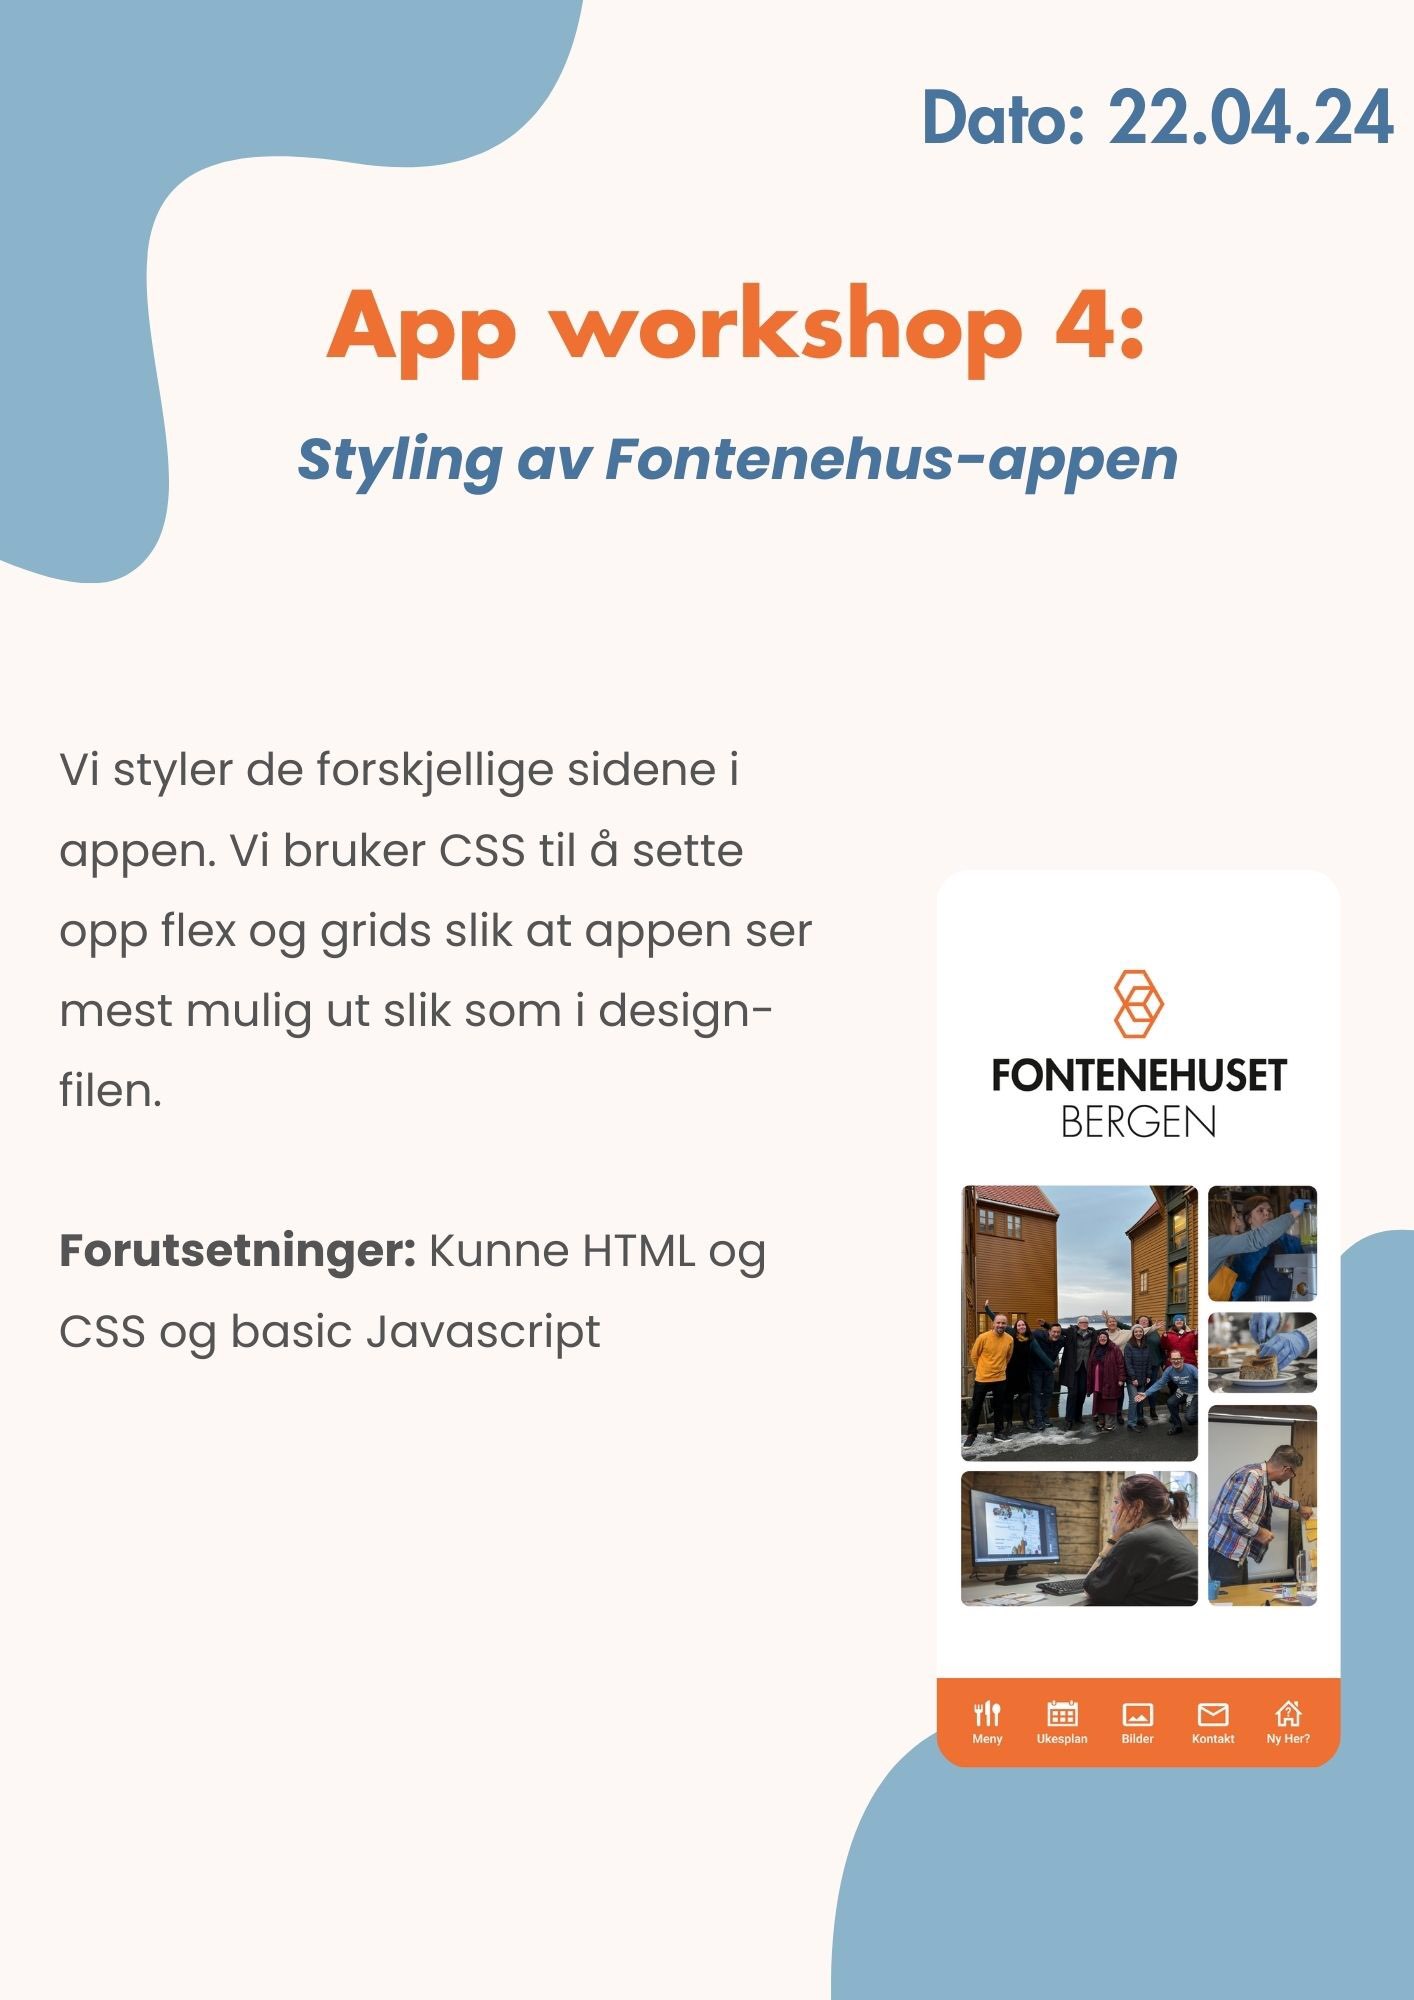 Dato: 22.04.24
App workshop 4:
Styling av Fontenehus-appen
Vi styler de forskjellige sidene i
appen. Vi bruker CSS til å sette
opp flex og grids slik at appen ser
mest mulig ut slik som i design-
filen.
Forutsetninger: Kunne HTML og
CSS og basic Javascript
FONTENEHUSET
BERGEN
Meny
Ukesplan
Bilder
Kontakt
Ny Her?